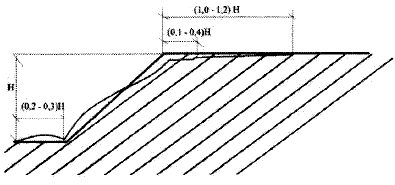 (1,0 - 1,2) H
(0,1 - 0,4)H
H
(0,2 - 0,3)H